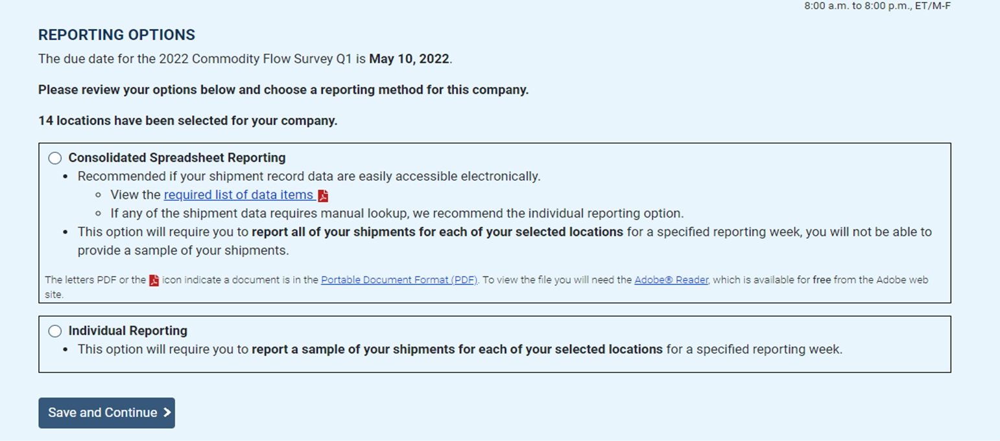 8:00 a.m. to 8:00 p.m., ET/M-F
REPORTING OPTIONS
The due date for the 2022 Commodity Flow Survey Q1 is May 10, 2022.
Please review your options below and choose a reporting method for this company.
14 locations have been selected for your company.
Consolidated Spreadsheet Reporting
• Recommended if your shipment record data are easily accessible electronically.
◦ View the required list of data items
◦ If any of the shipment data requires manual lookup, we recommend the individual reporting option.
• This option will require you to report all of your shipments for each of your selected locations for a specified reporting week, you will not be able to
provide a sample of your shipments.
The letters PDF or the icon indicate a document is in the Portable Document Format (PDF). To view the file you will need the Adobe® Reader, which is available for free from the Adobe web
site.
Individual Reporting
• This option will require you to report a sample of your shipments for each of your selected locations for a specified reporting week.
Save and Continue